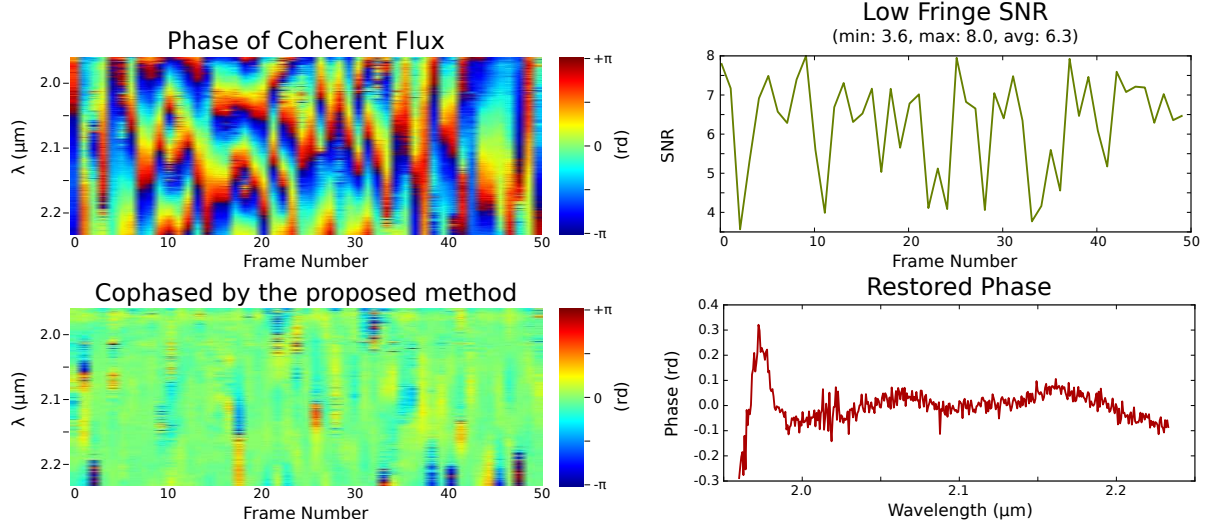 Phase of Coherent Flux
λ (µm)
2.0
2.1
2.2
0
10
20
30
40
50
Frame Number
+π
0
-π
(rd)
Low Fringe SNR
(min: 3.6, max: 8.0, avg: 6.3)
SNR
8
7
6
5
4
0
10
20
30
40
50
Frame Number
Cophased by the proposed method
λ (µm)
2.0
2.1
2.2
0
10
20
30
40
50
Frame Number
+π
0
-π
(rd)
Restored Phase
Phase (rd)
0.4
0.3
0.2
0.1
0.0
-0.1
-0.2
-0.3
2.0
2.1
2.2
Wavelength (µm)